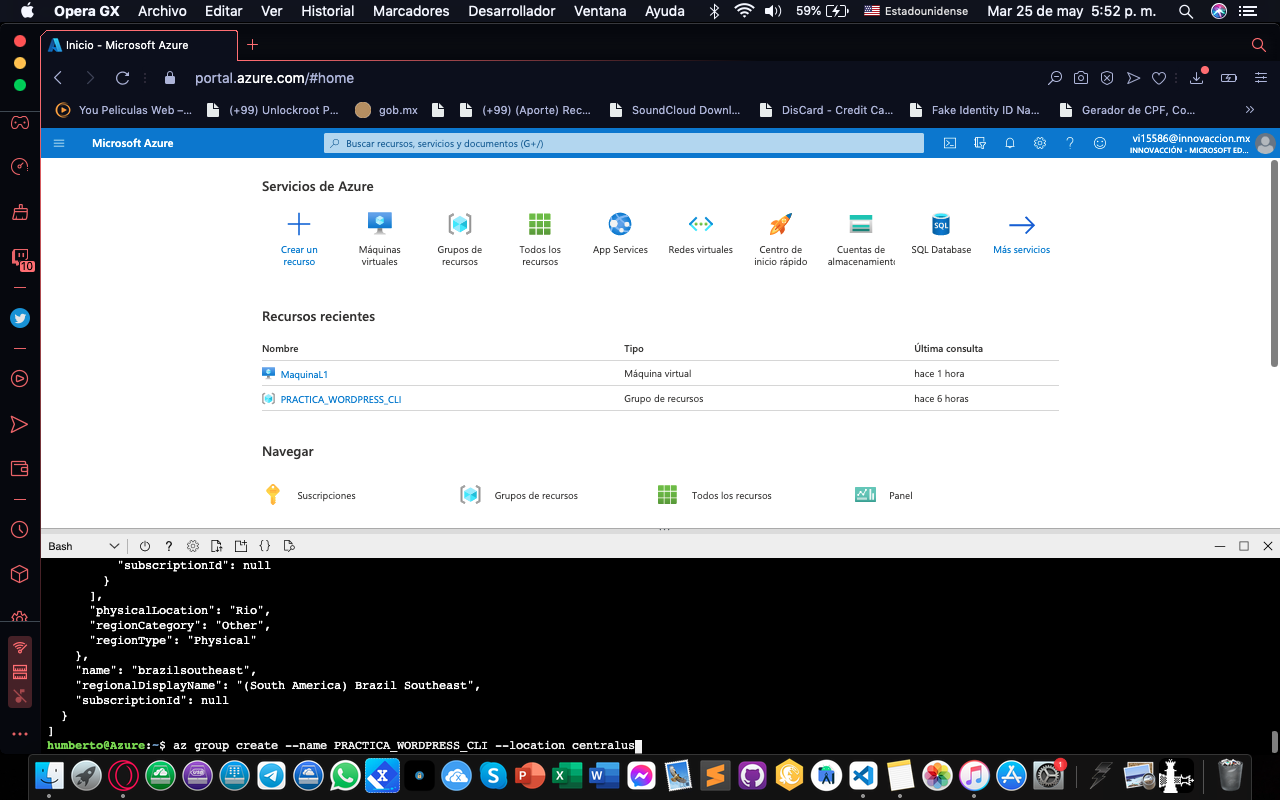 Opera GX Archivo Editar Ver Historial Marcadores Desarrollador Ventana Ayuda 59% Estadounidense Mar 25 de may 5:52 p. m.
Inicio - Microsoft Azure
portal.azure.com/#home
You Peliculas Web –... (+99) Unlockroot P... gob.mx (+99) (Aporte) Rec... SoundCloud Downl... DisCard - Credit Ca... Fake Identity ID Na... Gerador de CPF, Co... »
Microsoft Azure
Buscar recursos, servicios y documentos (G+/)
vi15586@innovaccion.mx
INNOVACCIÓN - MICROSOFT ED...
Servicios de Azure
Crear un recurso
Máquinas virtuales
Grupos de recursos
Todos los recursos
App Services
Redes virtuales
Centro de inicio rápido
Cuentas de almacenamient
SQL Database
Más servicios
10
Recursos recientes
Nombre Tipo Última consulta
MaquinaL1 Máquina virtual hace 1 hora
PRACTICA_WORDPRESS_CLI Grupo de recursos hace 6 horas
Navegar
Suscripciones Grupos de recursos Todos los recursos Panel
Bash ? {}
"subscriptionId": null
}
],
"physicalLocation": "Rio",
"regionCategory": "Other",
"regionType": "Physical"
},
"name": "brazilsoutheast",
"regionalDisplayName": "(South America) Brazil Southeast",
"subscriptionId": null
}
]
humberto@Azure:~$ az group create --name PRACTICA_WORDPRESS_CLI --location centralus
1